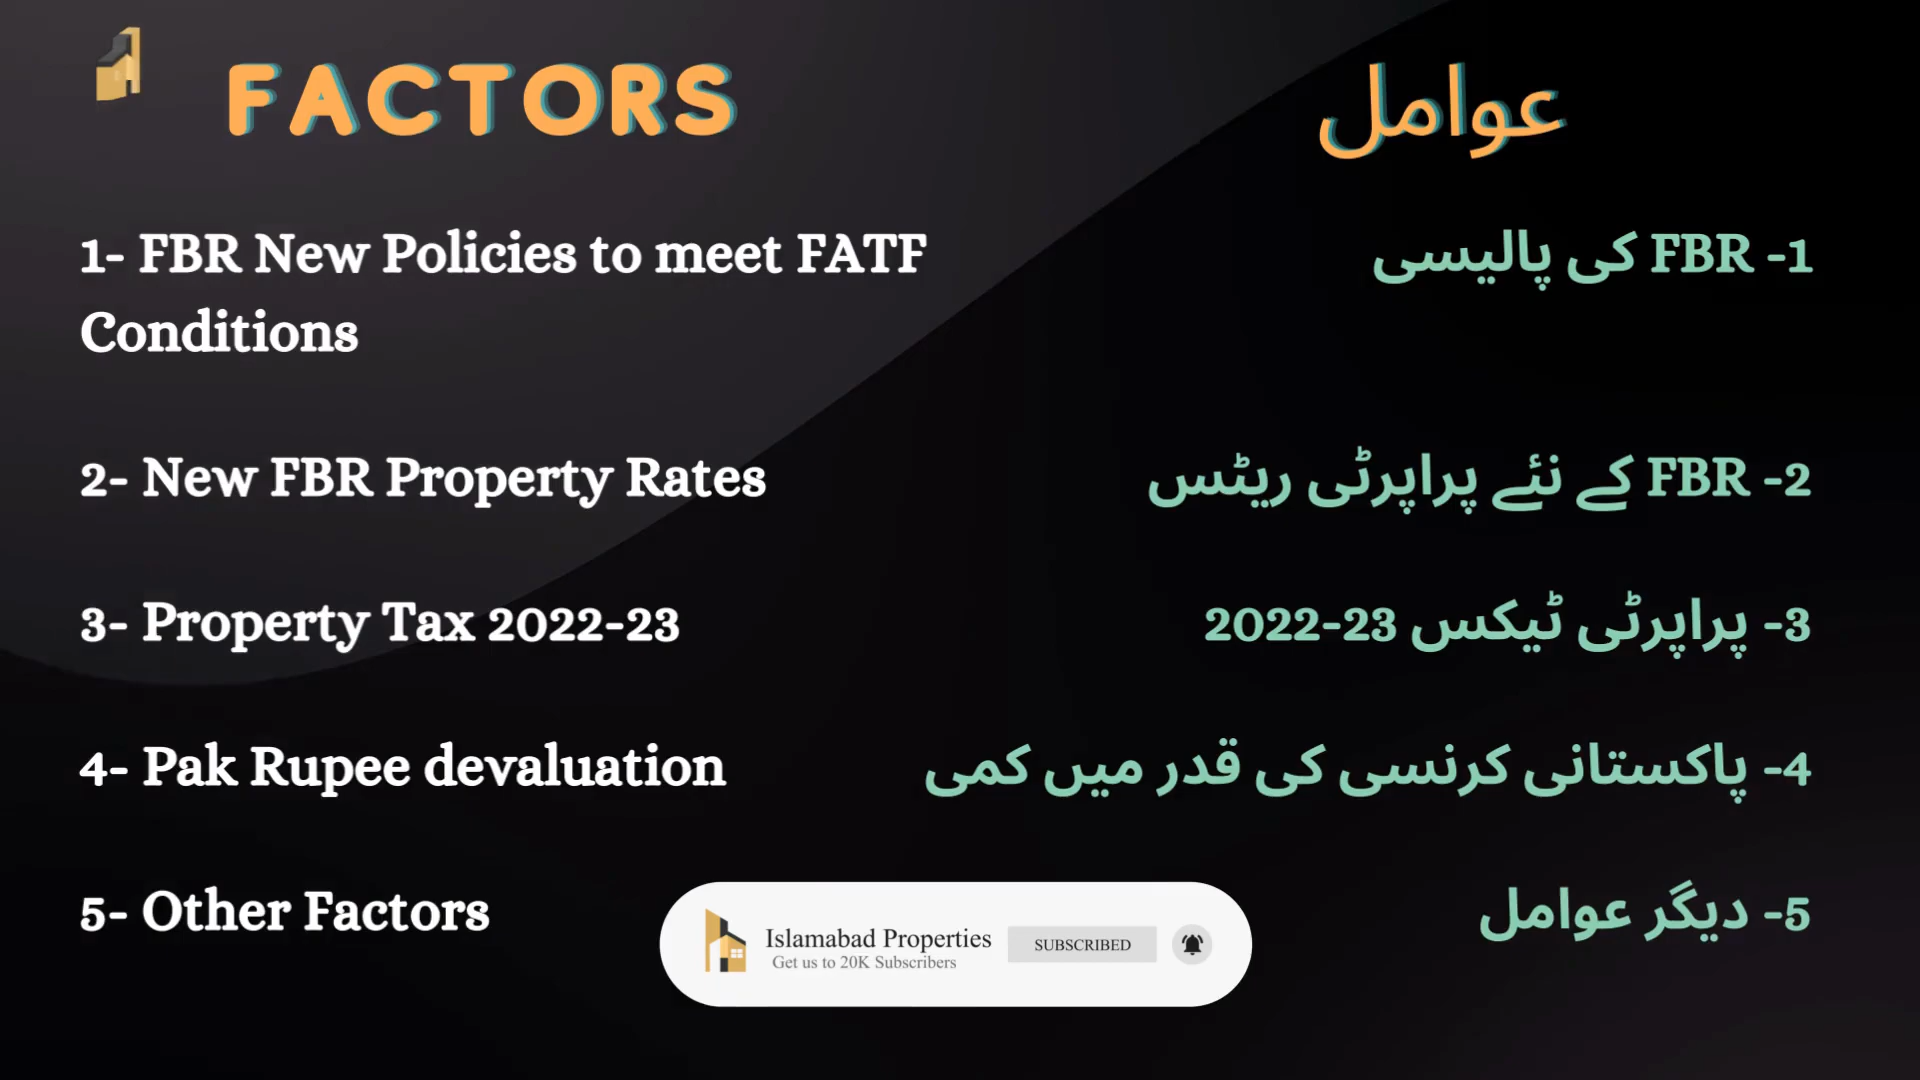 FACTORS
عوامل
1- FBR New Policies to meet FATF
Conditions
1- FBR کی پالیسی
2- New FBR Property Rates
2- FBR کے نئے پراپرٹی ریٹس
3- Property Tax 2022-23
3- پراپرٹی ٹیکس 2022-23
4- Pak Rupee devaluation
4- پاکستانی کرنسی کی قدر میں کمی
5- Other Factors
5- دیگر عوامل
Islamabad Properties
Get us to 20K Subscribers
SUBSCRIBED